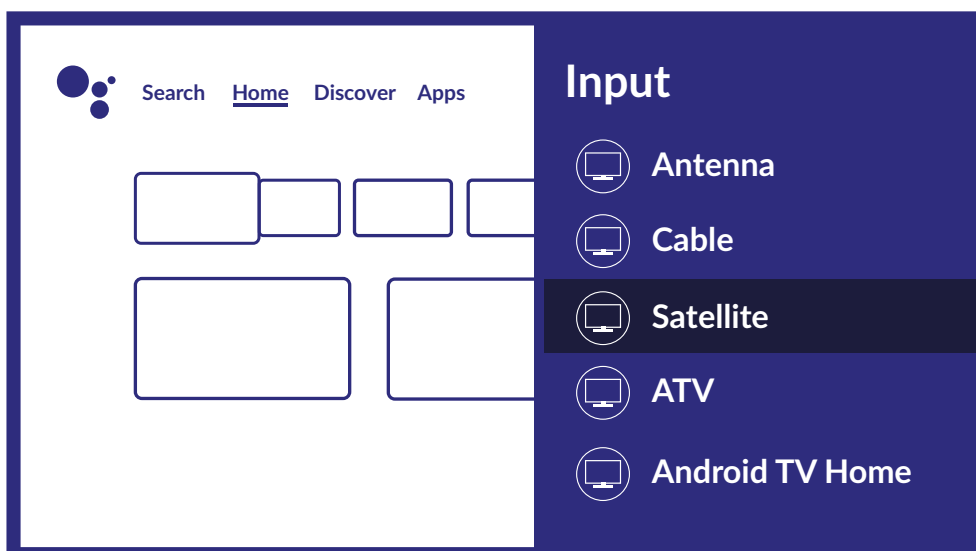 Search Home Discover Apps
Input
Antenna
Cable
Satellite
ATV
Android TV Home